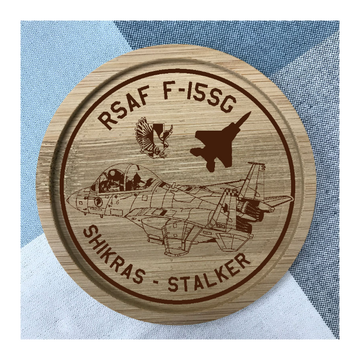 RSAF F-15SG
SHIKRAS - STALKER